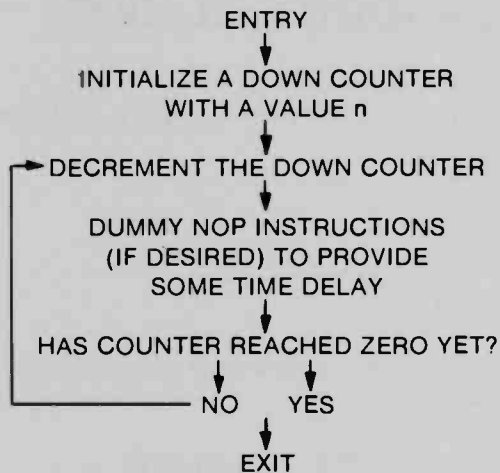 ENTRY
INITIALIZE A DOWN COUNTER
WITH A VALUE n
DECREMENT THE DOWN COUNTER
DUMMY NOP INSTRUCTIONS
(IF DESIRED) TO PROVIDE
SOME TIME DELAY
HAS COUNTER REACHED ZERO YET?
NO YES
EXIT